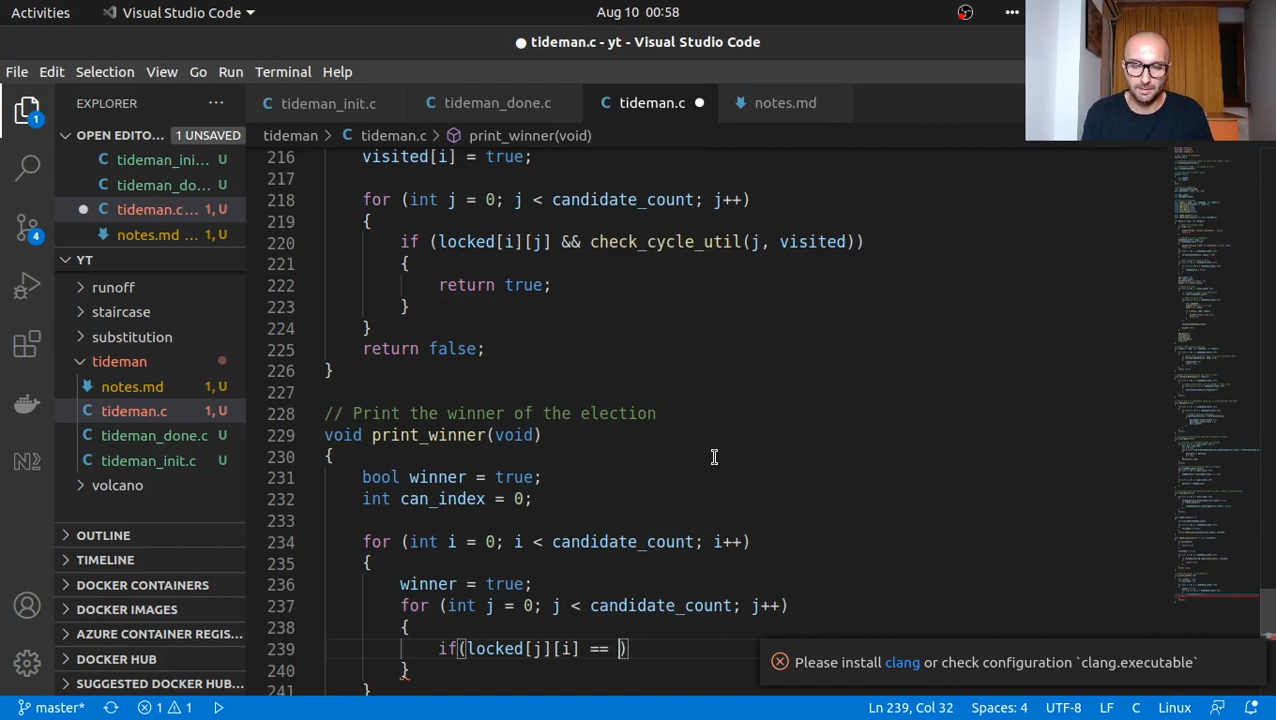 Activities
Visual Studio Code
Aug 10 00:58
tideman.c - yt - Visual Studio Code
File Edit Selection View Go Run Terminal Help
EXPLORER
tideman_init.c
tideman_done.c
tideman.c
notes.md
OPEN EDITO... 1 UNSAVED
tideman > C tideman.c > print_winner(void)
C tideman_ini... U
C tideman_do... U
C tideman.c... 1, U
notes.md ... 1, U
YT
runoff
staircase
substitution
tideman
notes.md 1, U
tideman.c 1, U
tideman_done.c U
tideman_init.c U
volcano
OUTLINE
TIMELINE
DOCKER CONTAINERS
DOCKER IMAGES
AZURE CONTAINER REGIS...
DOCKER HUB
SUGGESTED DOCKER HUB...
216 visited[i] = true;
217
218 for (int j = 0; j < candidate_count; j++)
219 {
220 if (locked[i][j] && check_cycle_util(j, visited))
221 {
222 return true;
223 }
224 }
225 return false;
226 }
227
228 // Print the winner of the election
229 void print_winner(void)
230 {
231 bool winner = true;
232 int can_index = 0;
233
234 for (int i = 0; i < candidate_count; i++)
235 {
236 winner = true;
237 for (int j = 0; j < candidate_count; j++)
238 {
239 if(locked[j][i] == )
240 }
241 }
Please install clang or check configuration `clang.executable`
master* 1 1
Ln 239, Col 32 Spaces: 4 UTF-8 LF C Linux